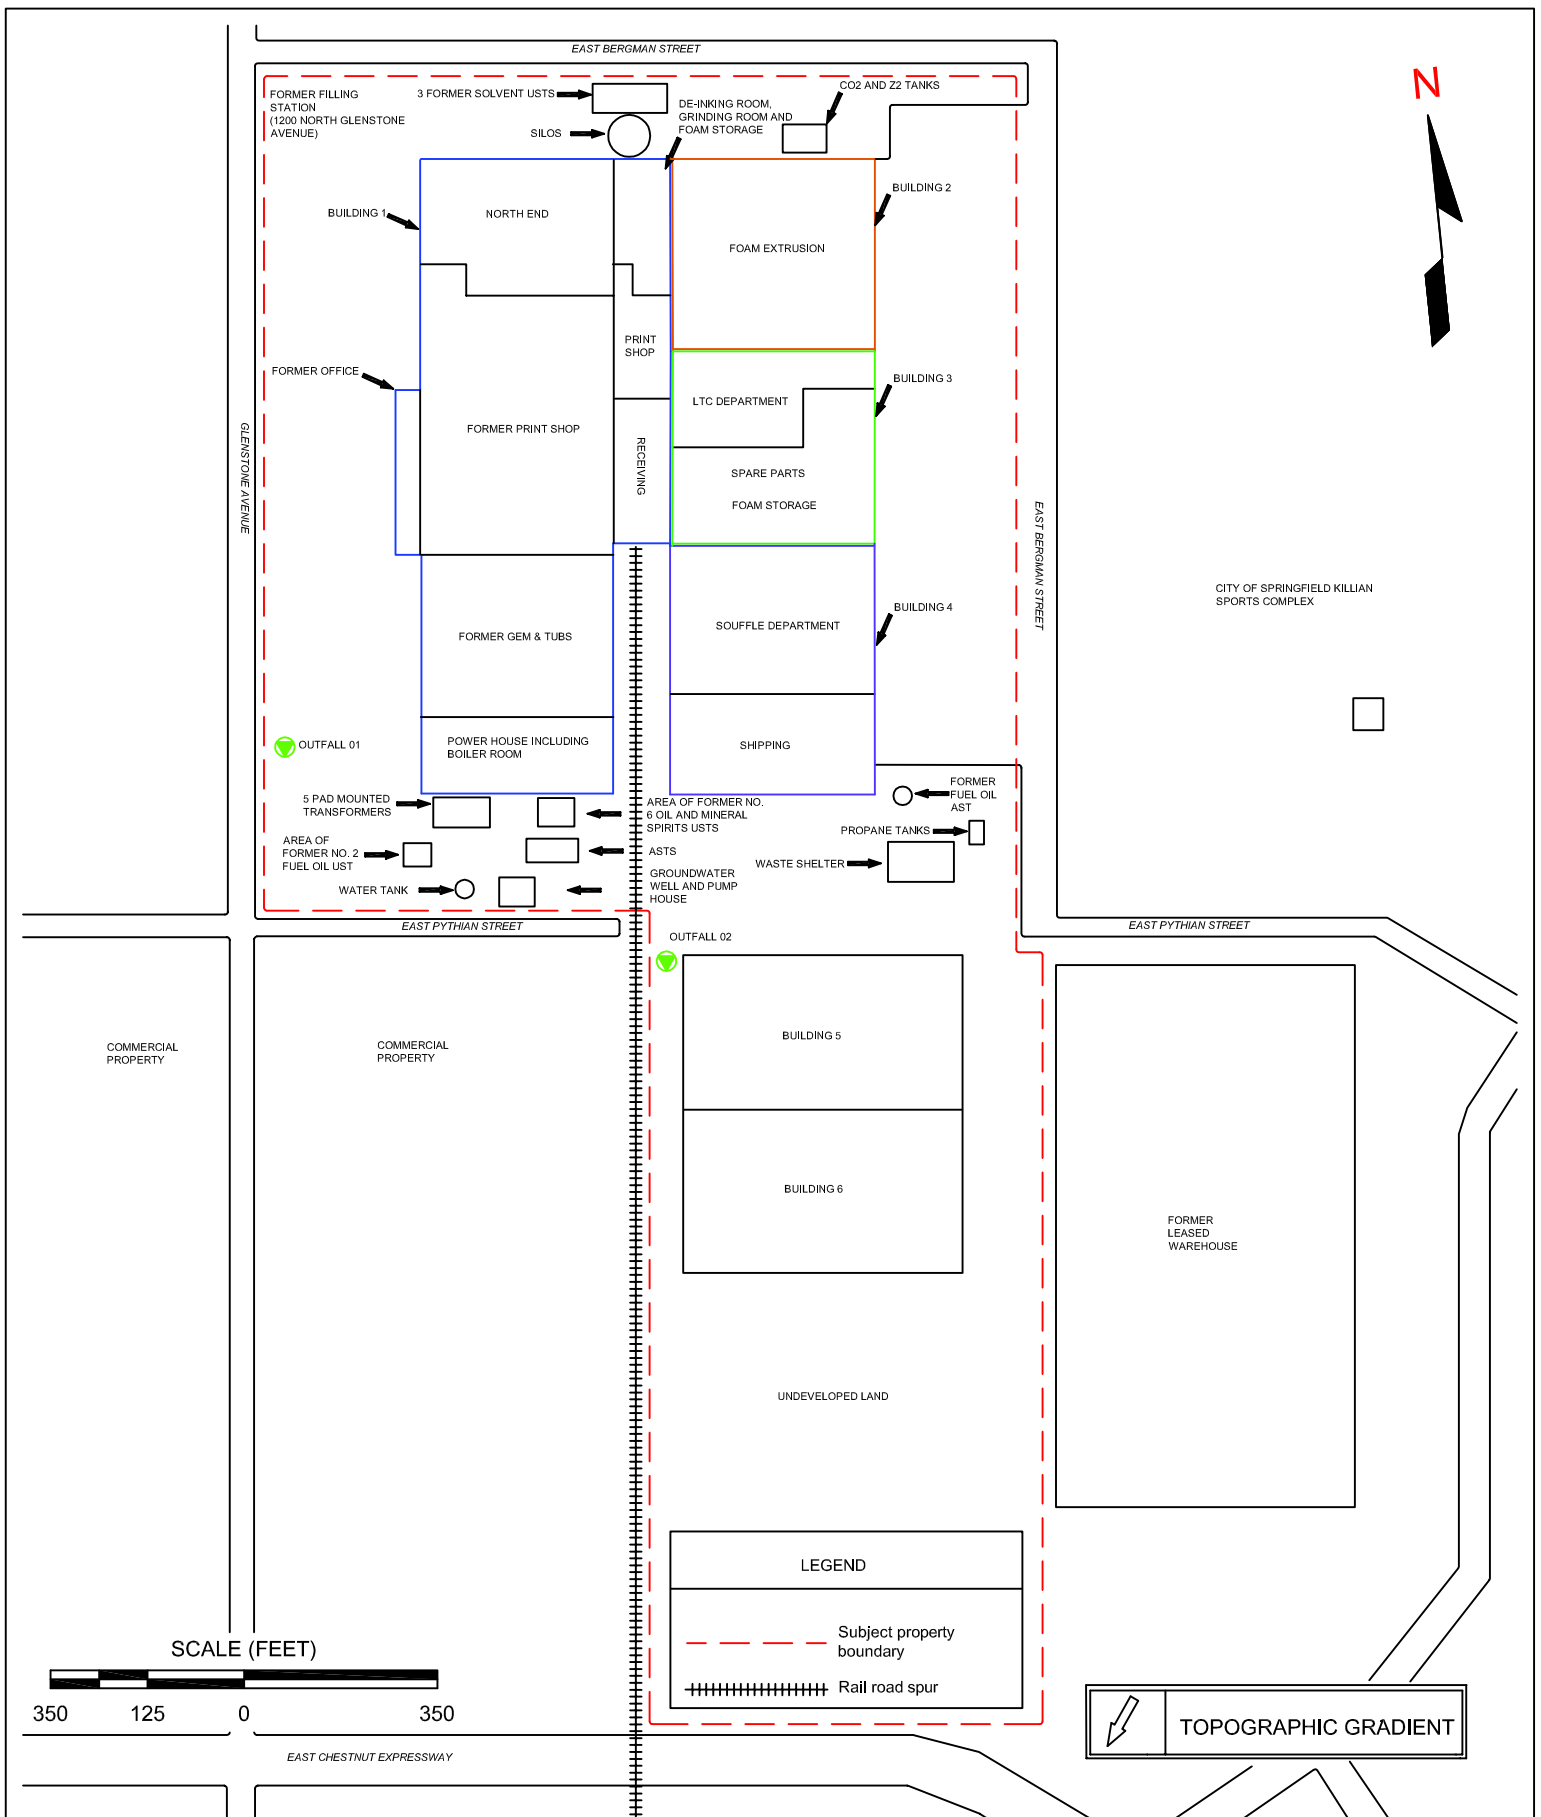 EAST BERGMAN STREET
FORMER FILLING
STATION
(1200 NORTH GLENSTONE
AVENUE)
3 FORMER SOLVENT USTS
SILOS
DE-INKING ROOM,
GRINDING ROOM AND
FOAM STORAGE
CO2 AND Z2 TANKS
N
BUILDING 1
NORTH END
BUILDING 2
FOAM EXTRUSION
PRINT
SHOP
FORMER OFFICE
BUILDING 3
LTC DEPARTMENT
FORMER PRINT SHOP
RECEIVING
GLENSTONE AVENUE
SPARE PARTS
FOAM STORAGE
EAST BERGMAN STREET
CITY OF SPRINGFIELD KILLIAN
SPORTS COMPLEX
BUILDING 4
FORMER GEM & TUBS
SOUFFLE DEPARTMENT
OUTFALL 01
POWER HOUSE INCLUDING
BOILER ROOM
SHIPPING
5 PAD MOUNTED
TRANSFORMERS
AREA OF FORMER NO.
6 OIL AND MINERAL
SPIRITS USTS
FORMER
FUEL OIL
AST
PROPANE TANKS
AREA OF
FORMER NO. 2
FUEL OIL UST
ASTS
WASTE SHELTER
WATER TANK
GROUNDWATER
WELL AND PUMP
HOUSE
EAST PYTHIAN STREET
EAST PYTHIAN STREET
OUTFALL 02
COMMERCIAL
PROPERTY
COMMERCIAL
PROPERTY
BUILDING 5
BUILDING 6
FORMER
LEASED
WAREHOUSE
UNDEVELOPED LAND
LEGEND
Subject property
boundary
Rail road spur
SCALE (FEET)
350 125 0 350
TOPOGRAPHIC GRADIENT
EAST CHESTNUT EXPRESSWAY